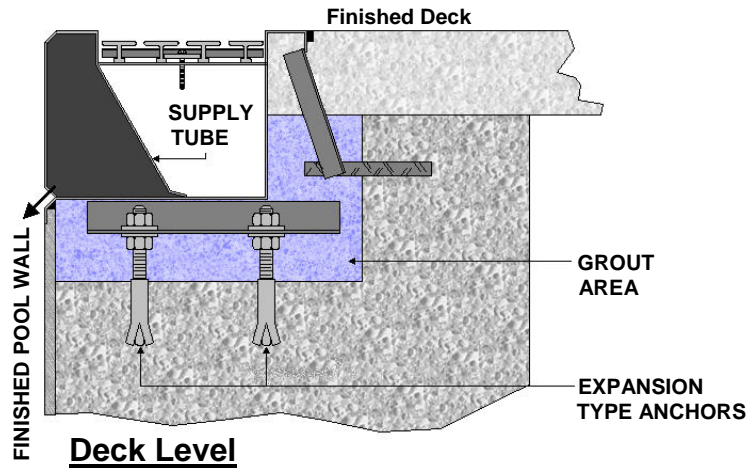 Finished Deck
SUPPLY
TUBE
FINISHED POOL WALL
GROUT
AREA
EXPANSION
TYPE ANCHORS
Deck Level